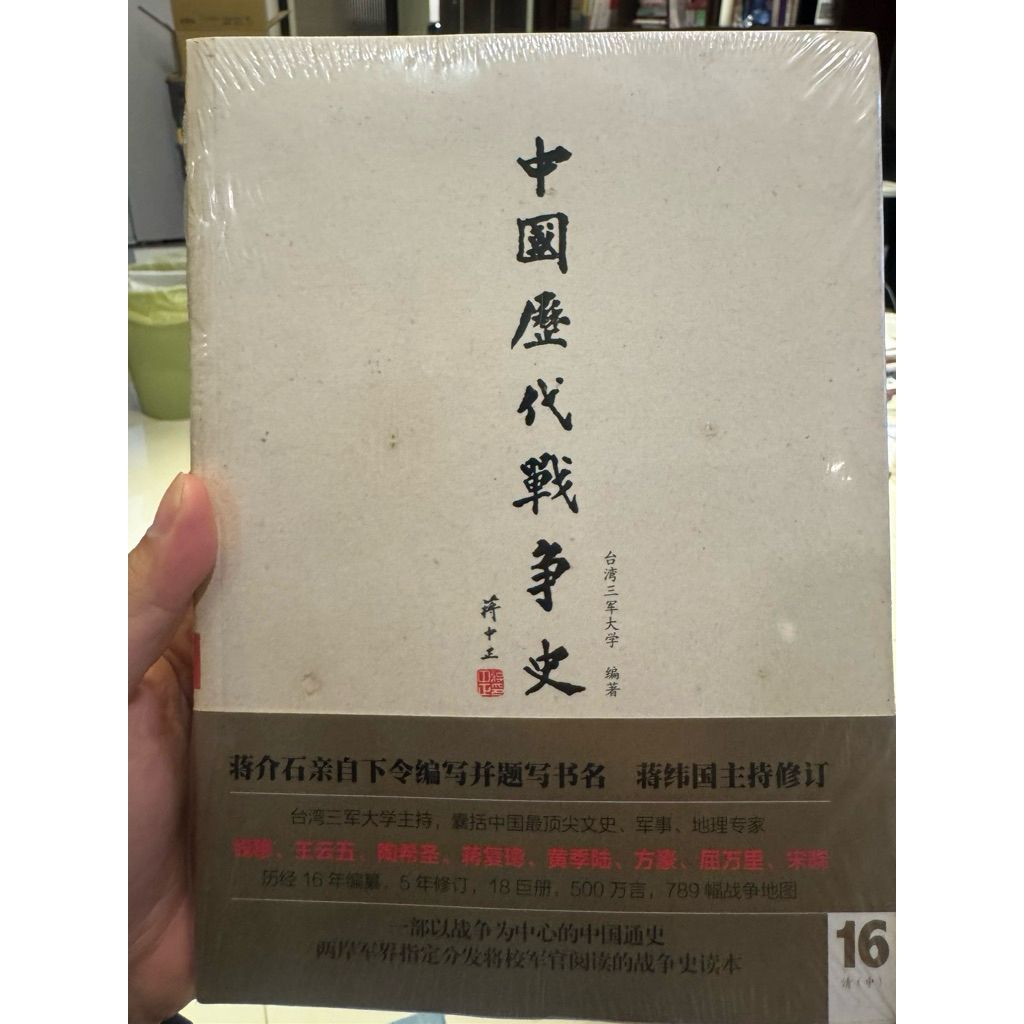 中國歷代戰争史
台湾三军大学 编著
蒋中正
蒋介石亲自下令编写并题写书名 蒋纬国主持修订
台湾三军大学主持，囊括中国最顶尖文史、军事、地理专家
钱穆、王云五、陶希圣、蒋复璁、黄季陆、方豪、屈万里、宋晞
历经16年编纂，5年修订，18巨册，500万言，789幅战争地图
一部以战争为中心的中国通史
两岸军界指定分发将校军官阅读的战争史读本
16
清（中）